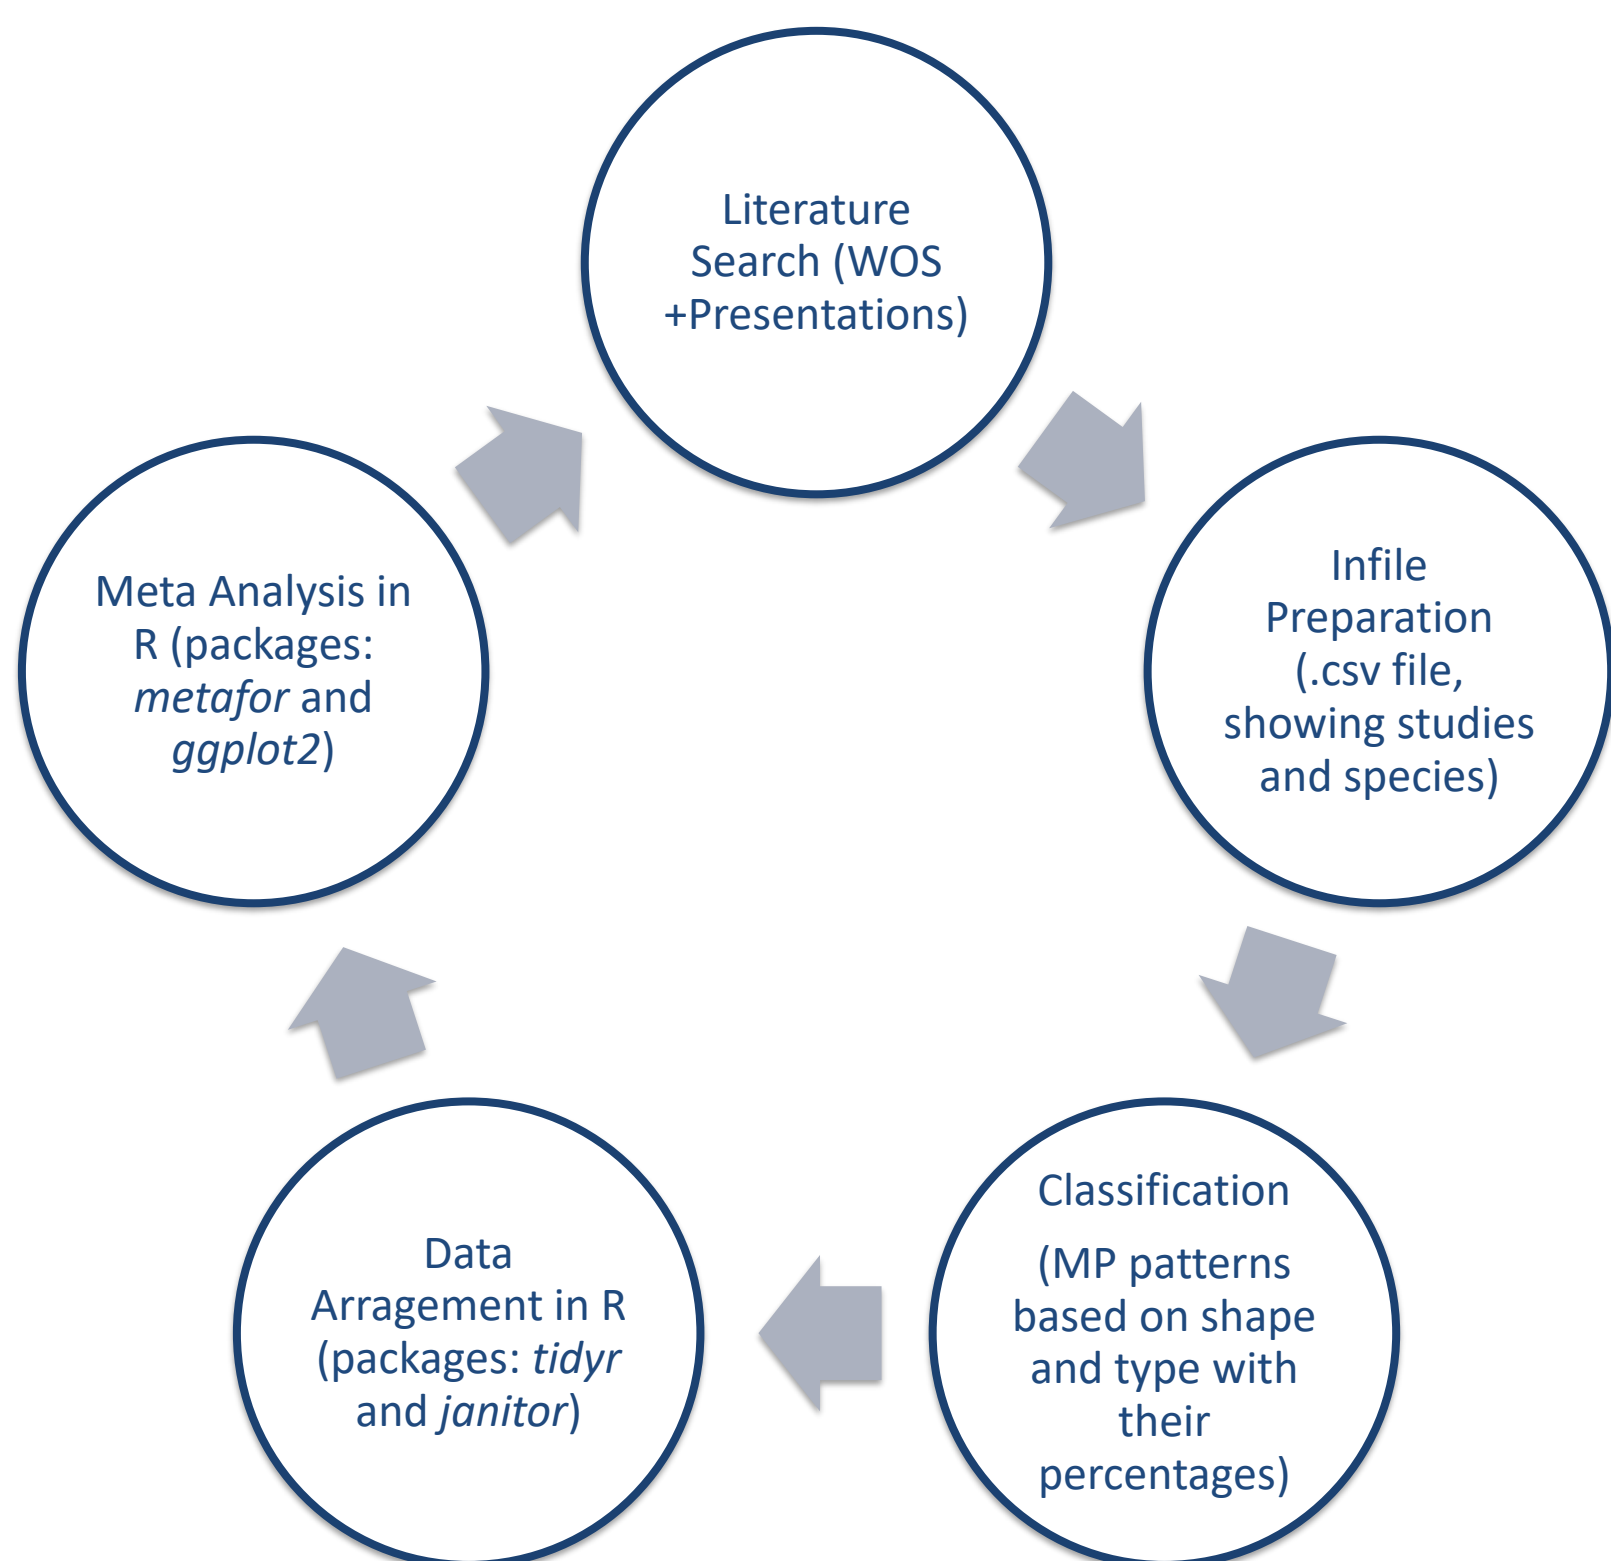 Literature
Search (WOS
+Presentations)
Infile
Preparation
(.csv file,
showing studies
and species)
Classification
(MP patterns
based on shape
and type with
their
percentages)
Data
Arragement in R
(packages: tidyr
and janitor)
Meta Analysis in
R (packages:
metafor and
ggplot2)